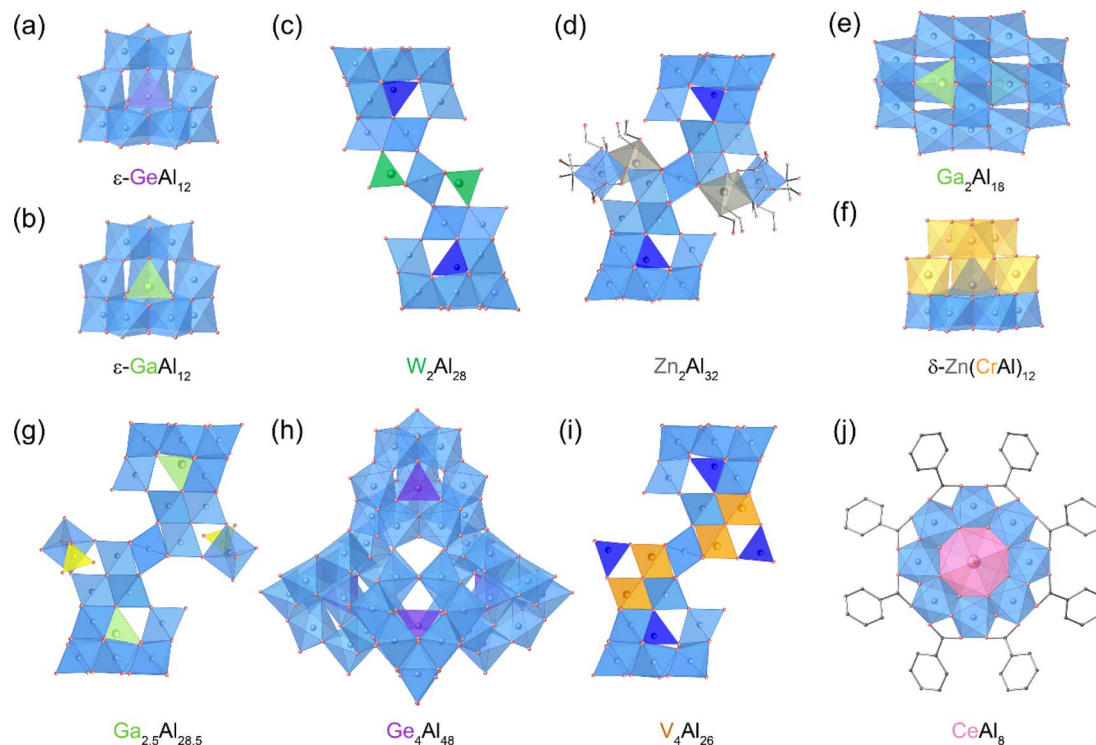 (a)
ε-GeAl₁₂
(b)
ε-GaAl₁₂
(c)
W₂Al₂₈
(d)
Zn₂Al₃₂
(e)
Ga₂Al₁₈
(f)
δ-Zn(CrAl)₁₂
(g)
Ga₂.₅Al₂₈.₅
(h)
Ge₄Al₄₈
(i)
V₄Al₂₆
(j)
CeAl₈